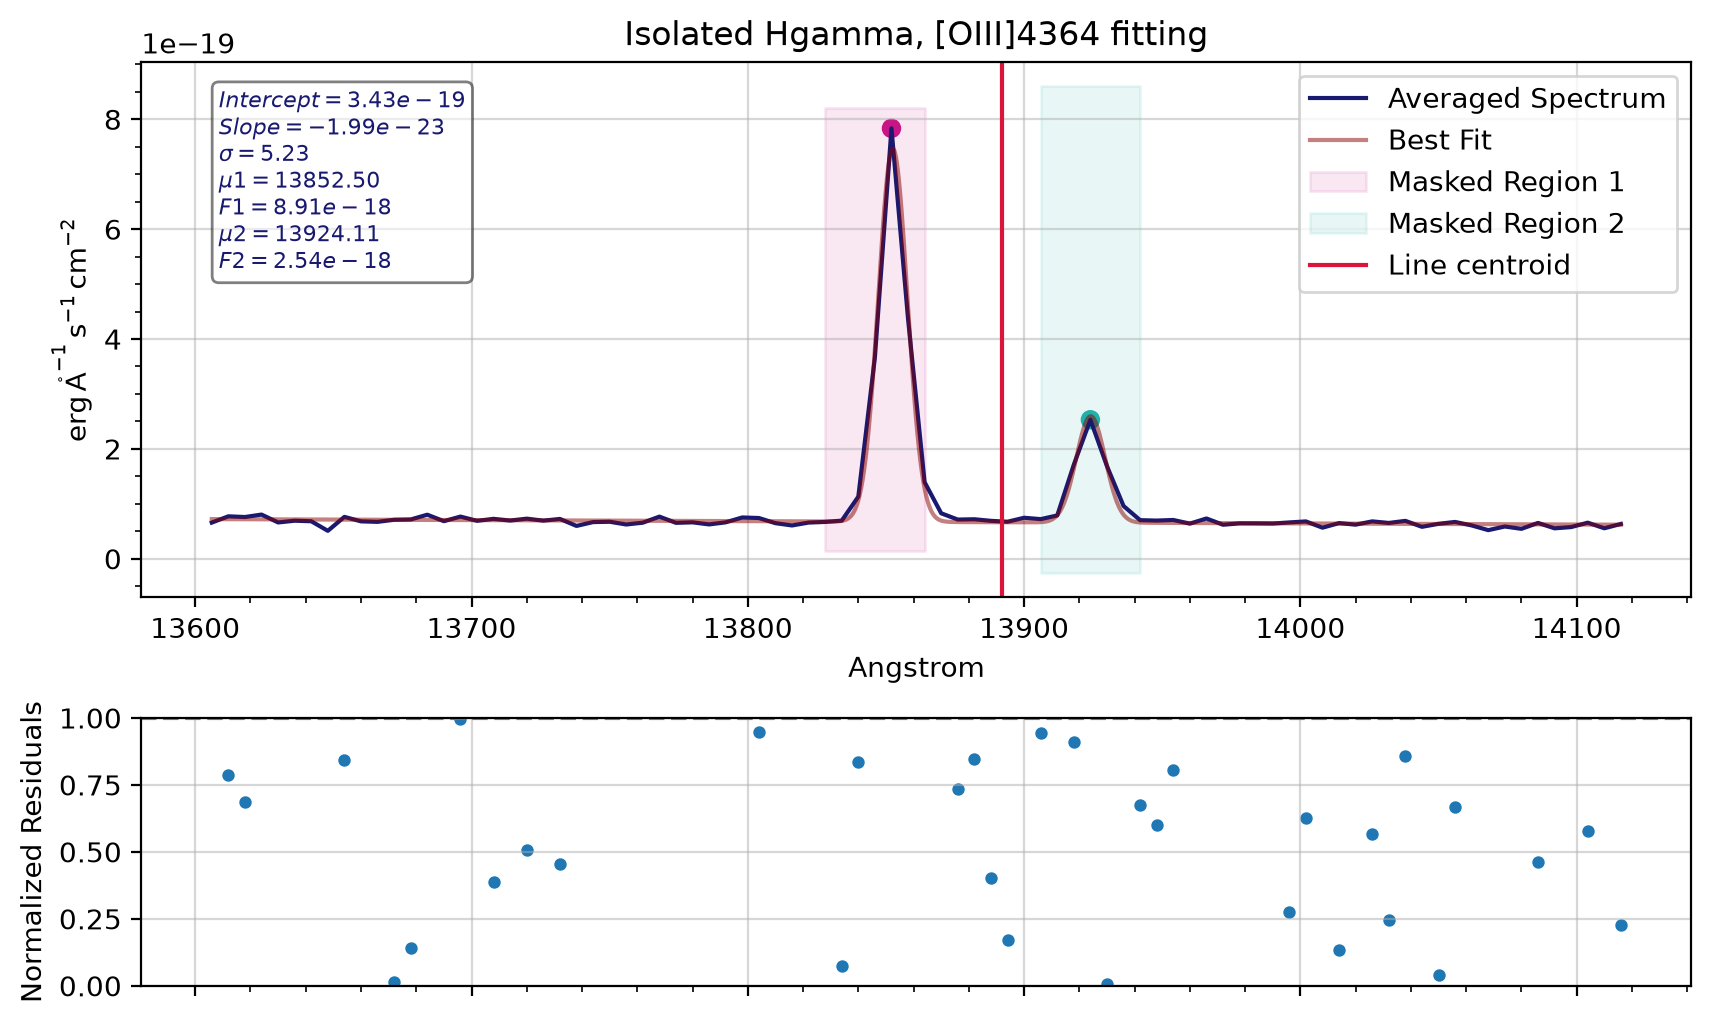 Isolated Hgamma, [OIII]4364 fitting
1e−19
Intercept = 3.43e − 19
Slope = −1.99e − 23
σ = 5.23
μ1 = 13852.50
F1 = 8.91e − 18
μ2 = 13924.11
F2 = 2.54e − 18
Averaged Spectrum
Best Fit
Masked Region 1
Masked Region 2
Line centroid
erg Å⁻¹ s⁻¹ cm⁻²
8
6
4
2
0
13600 13700 13800 13900 14000 14100
Angstrom
Normalized Residuals
1.00
0.75
0.50
0.25
0.00